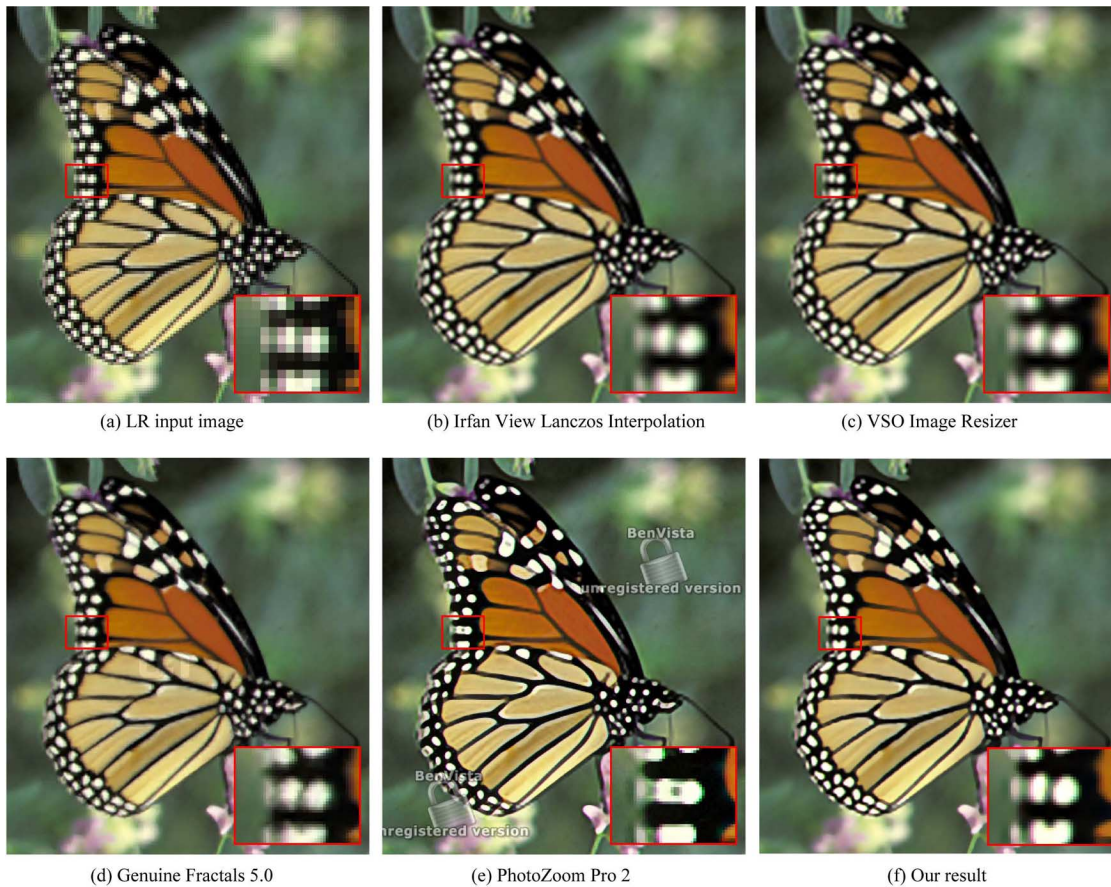 (a) LR input image
(b) Irfan View Lanczos Interpolation
(c) VSO Image Resizer
BenVista
unregistered version
BenVista
nregistered version
(d) Genuine Fractals 5.0
(e) PhotoZoom Pro 2
(f) Our result